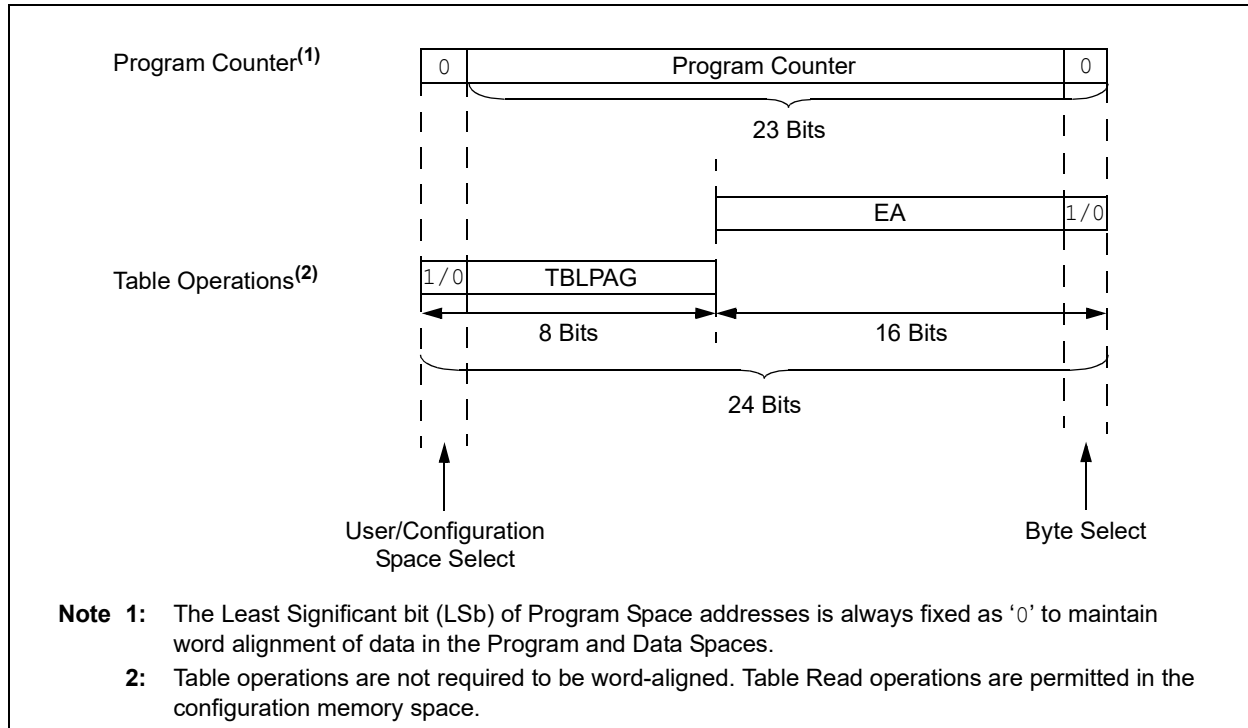 Program Counter(1)
0 Program Counter 0
23 Bits
EA 1/0
Table Operations(2)
1/0 TBLPAG
8 Bits 16 Bits
24 Bits
User/Configuration
Space Select
Byte Select
Note 1: The Least Significant bit (LSb) of Program Space addresses is always fixed as ‘0’ to maintain
word alignment of data in the Program and Data Spaces.
2: Table operations are not required to be word-aligned. Table Read operations are permitted in the
configuration memory space.